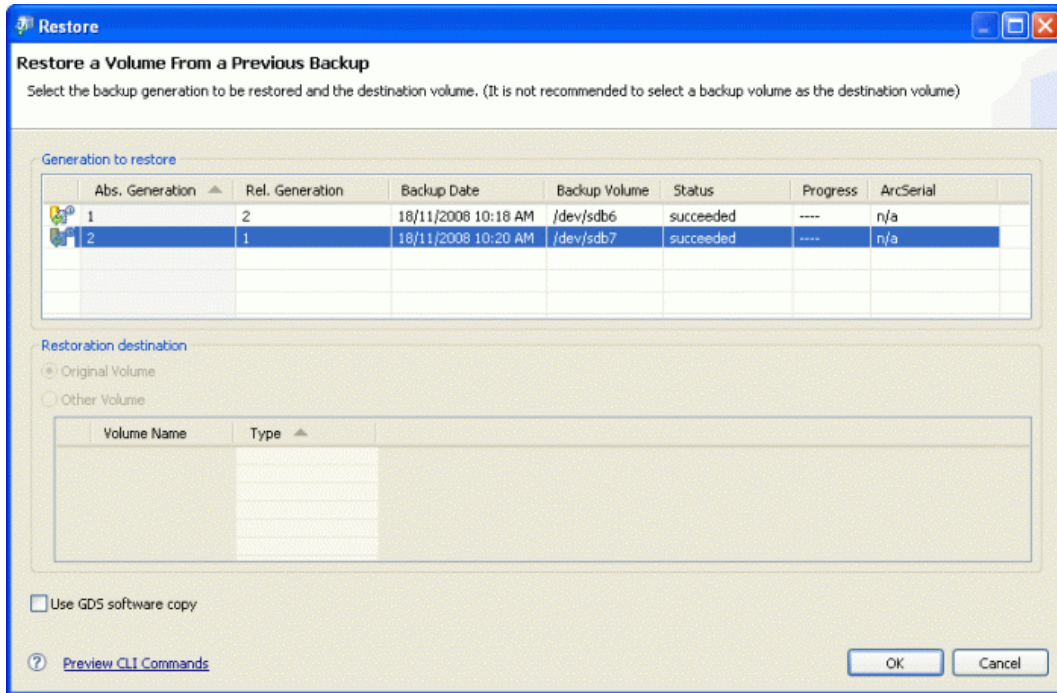 Restore
Restore a Volume From a Previous Backup
Select the backup generation to be restored and the destination volume. (It is not recommended to select a backup volume as the destination volume)
Generation to restore
Abs. Generation Rel. Generation Backup Date Backup Volume Status Progress ArcSerial
1 2 18/11/2008 10:18 AM /dev/sdb6 succeeded ---- n/a
2 1 18/11/2008 10:20 AM /dev/sdb7 succeeded ---- n/a
Restoration destination
Original Volume
Other Volume
Volume Name Type
Use GDS software copy
? Preview CLI Commands OK Cancel